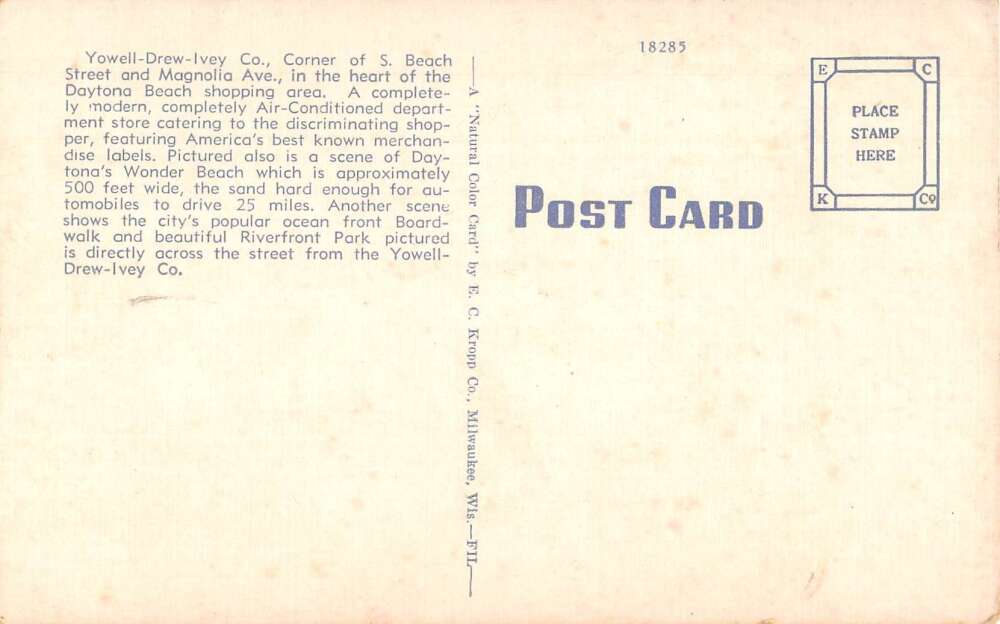 Yowell-Drew-Ivey Co., Corner of S. Beach
Street and Magnolia Ave., in the heart of the
Daytona Beach shopping area. A complete-
ly modern, completely Air-Conditioned depart-
ment store catering to the discriminating shop-
per, featuring America's best known merchan-
dise labels. Pictured also is a scene of Day-
tona's Wonder Beach which is approximately
500 feet wide, the sand hard enough for au-
tomobiles to drive 25 miles. Another scene
shows the city's popular ocean front Board-
walk and beautiful Riverfront Park pictured
is directly across the street from the Yowell-
Drew-Ivey Co.
—A "Natural Color Card" by E. C. Kropp Co., Milwaukee, Wis.—FIL—
18285
POST CARD
E C
PLACE
STAMP
HERE
K Co